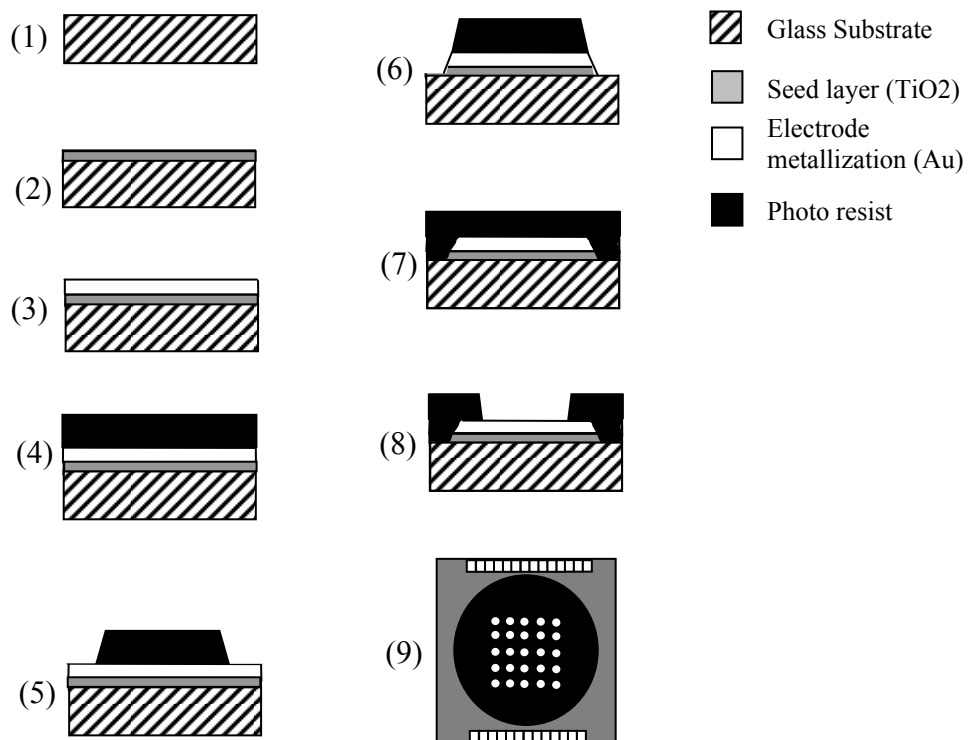 (1)
(2)
(3)
(4)
(5)
(6)
(7)
(8)
(9)
Glass Substrate
Seed layer (TiO2)
Electrode
metallization (Au)
Photo resist